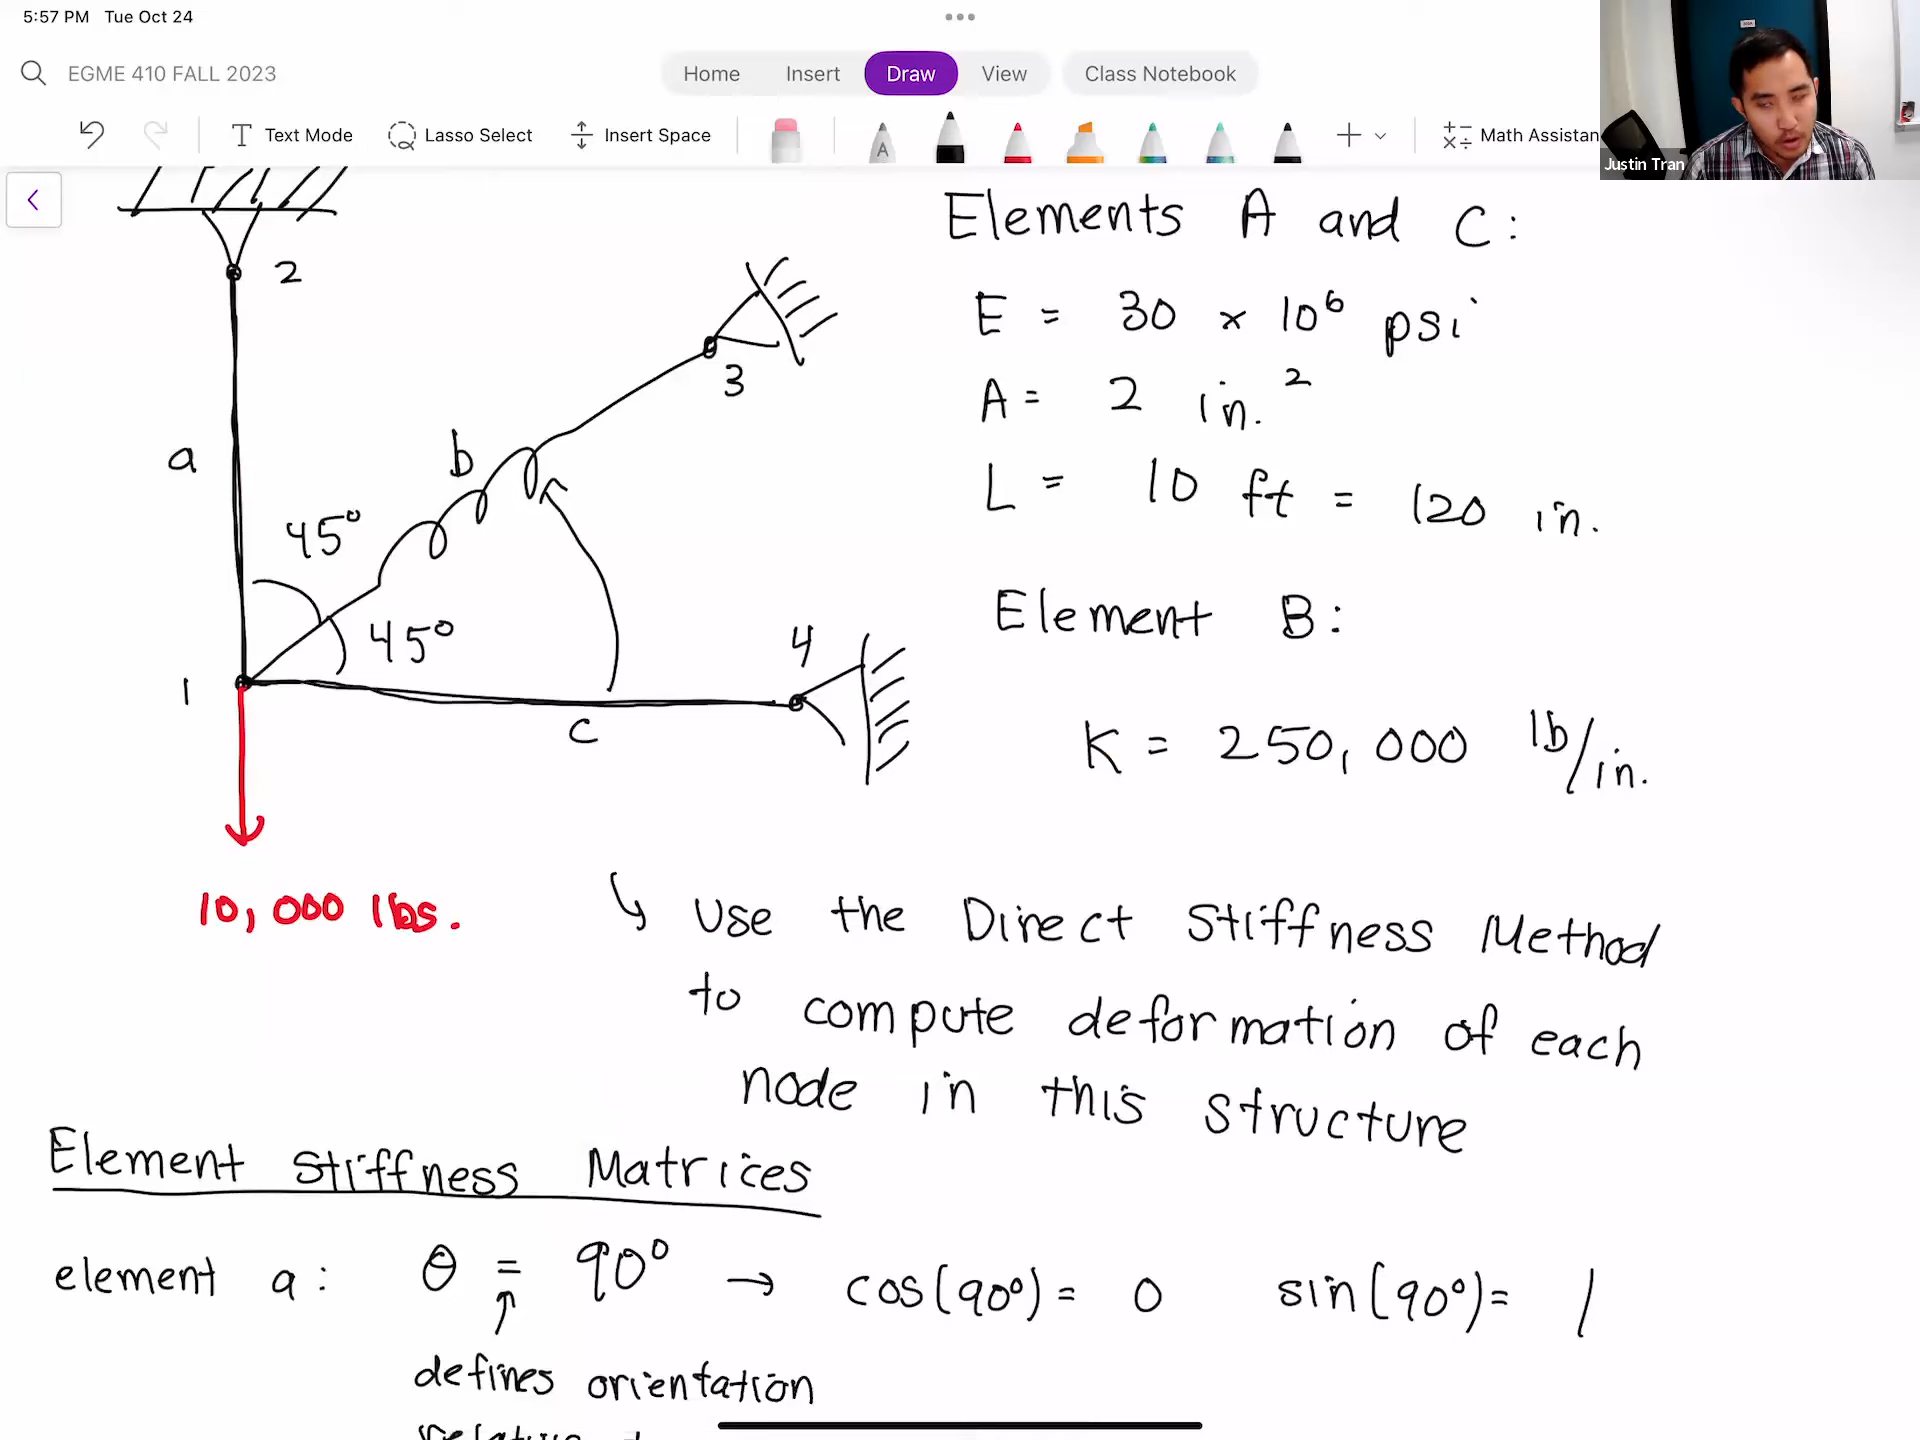 5:57 PM Tue Oct 24
EGME 410 FALL 2023
Home Insert Draw View Class Notebook
Text Mode Lasso Select Insert Space A Math Assistan
Justin Tran
2
3
a
b
45°
45°
1
4
c
10,000 lbs.
Elements A and C:
E = 30 × 10⁶ psi
A = 2 in.²
L = 10 ft = 120 in.
Element B:
K = 250,000 lb/in.
↳ Use the Direct Stiffness Method
to compute deformation of each
node in this structure
Element Stiffness Matrices
element a: θ = 90° → cos(90°) = 0 sin(90°) = 1
↑
defines orientation